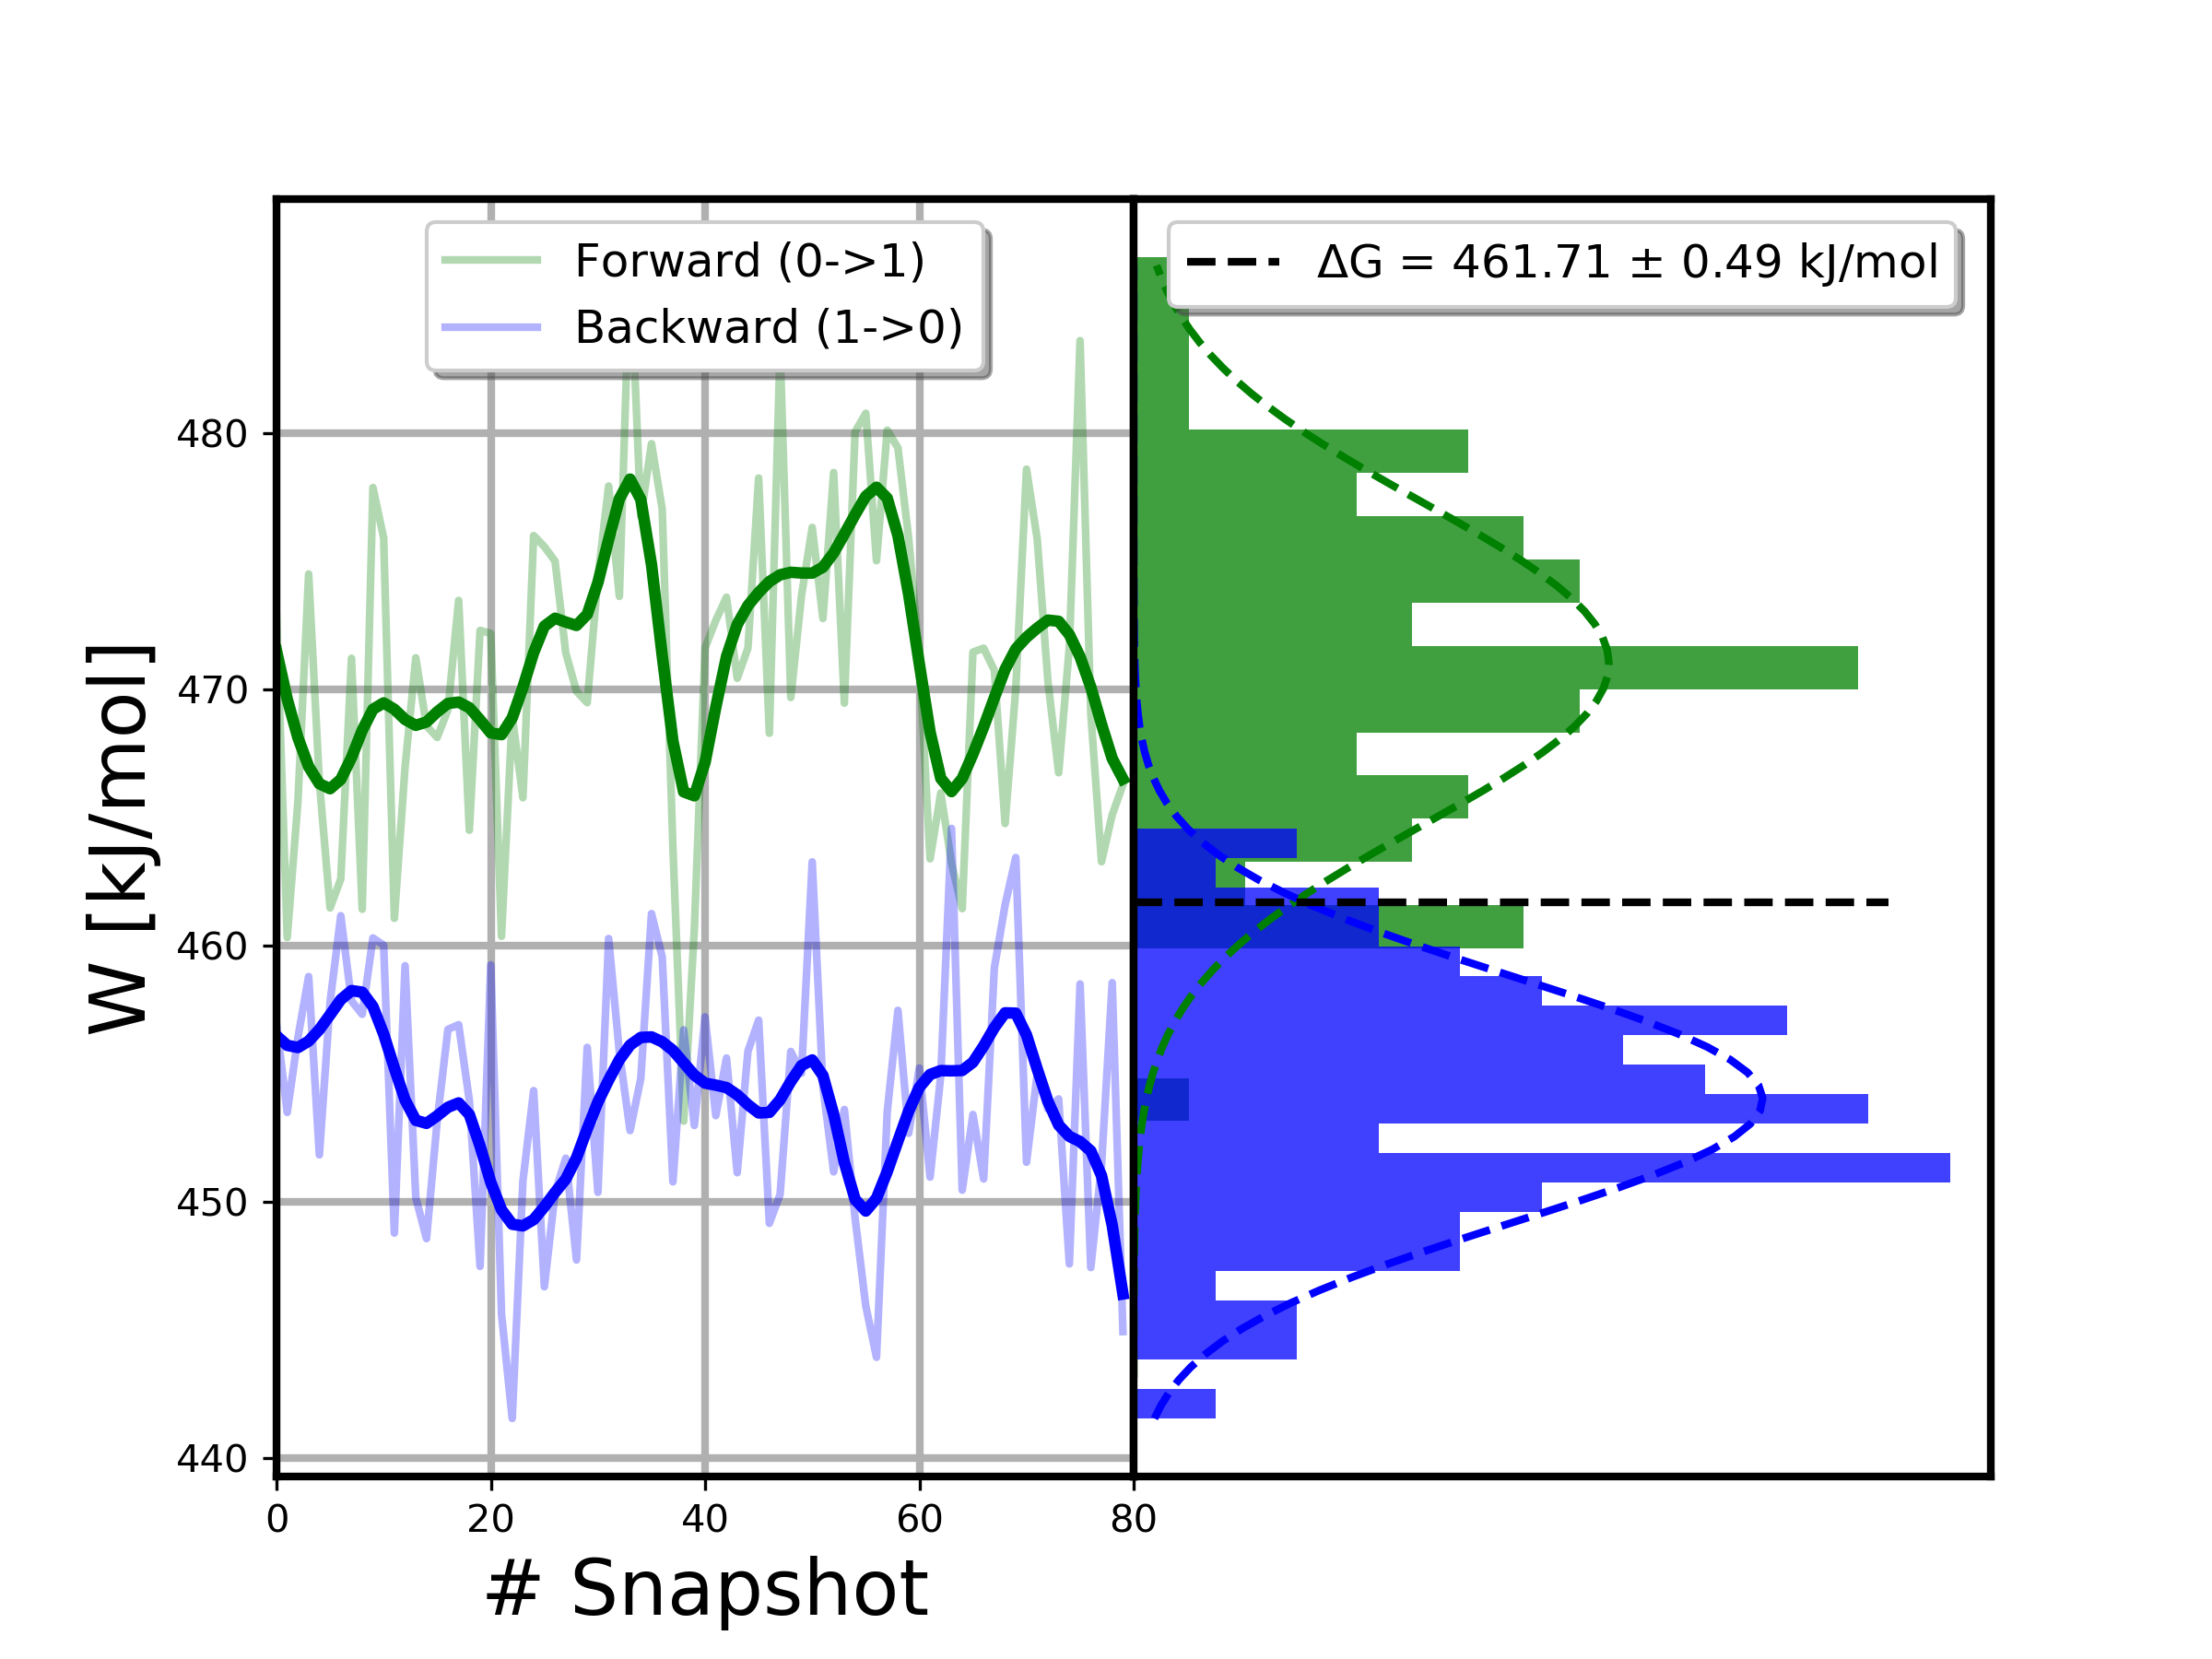 Forward (0->1)
Backward (1->0)
ΔG = 461.71 ± 0.49 kJ/mol
480
470
460
450
440
W [kJ/mol]
0 20 40 60 80
# Snapshot